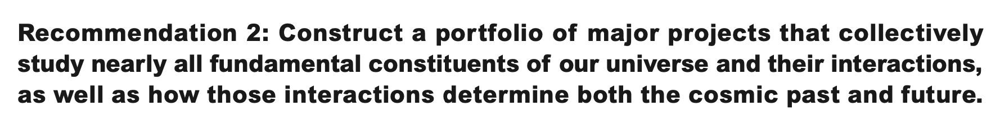 Recommendation 2: Construct a portfolio of major projects that collectively
study nearly all fundamental constituents of our universe and their interactions,
as well as how those interactions determine both the cosmic past and future.